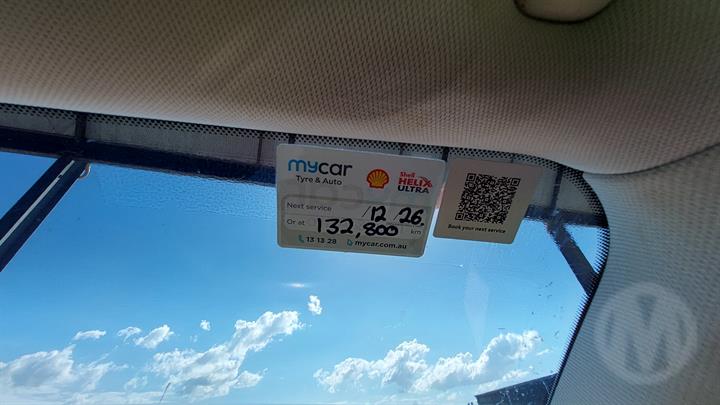 mycar
Tyre & Auto
Shell
HELIX
ULTRA
Next service /12 /26.
Or at 132,800 km
13 13 28 mycar.com.au
Book your next service
M